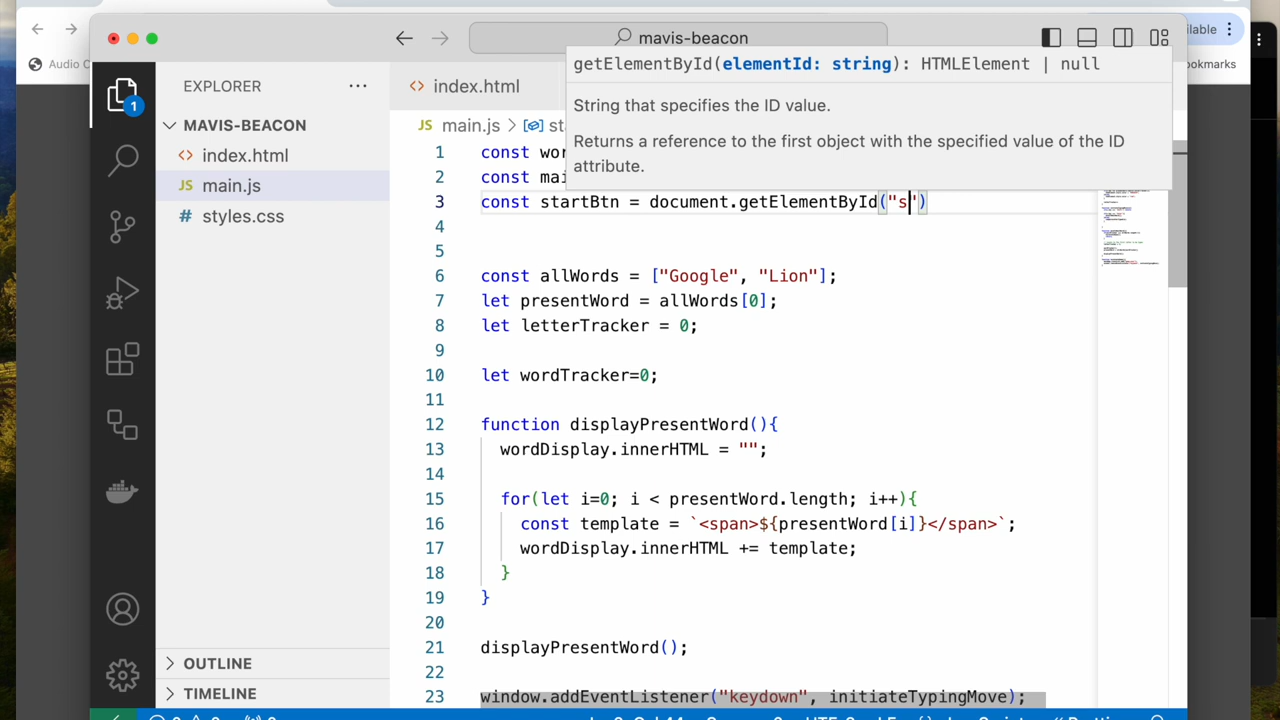 ilable
Audio C
okmarks
mavis-beacon
EXPLORER
MAVIS-BEACON
index.html
main.js
styles.css
OUTLINE
TIMELINE
1
index.html
main.js > st
getElementById(elementId: string): HTMLElement | null
String that specifies the ID value.
Returns a reference to the first object with the specified value of the ID
attribute.
1 const wor
2 const mai
3 const startBtn = document.getElementById("s")
4
5
6 const allWords = ["Google", "Lion"];
7 let presentWord = allWords[0];
8 let letterTracker = 0;
9
10 let wordTracker=0;
11
12 function displayPresentWord(){
13 wordDisplay.innerHTML = "";
14
15 for(let i=0; i < presentWord.length; i++){
16 const template = `<span>${presentWord[i]}</span>`;
17 wordDisplay.innerHTML += template;
18 }
19 }
20
21 displayPresentWord();
22
23 window.addEventListener("keydown", initiateTypingMove);